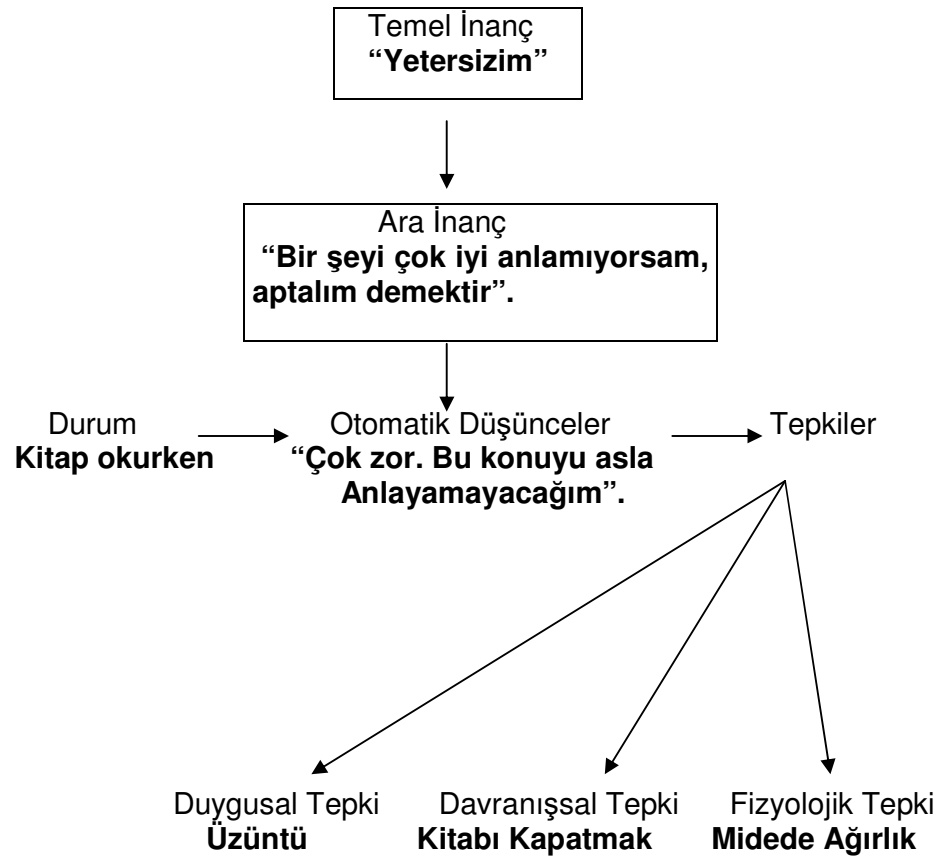 Temel İnanç
“Yetersizim”
Ara İnanç
“Bir şeyi çok iyi anlamıyorsam,
aptalım demektir”.
Durum
Kitap okurken
Otomatik Düşünceler
“Çok zor. Bu konuyu asla
Anlayamayacağım”.
Tepkiler
Duygusal Tepki
Üzüntü
Davranışsal Tepki
Kitabı Kapatmak
Fizyolojik Tepki
Midede Ağırlık